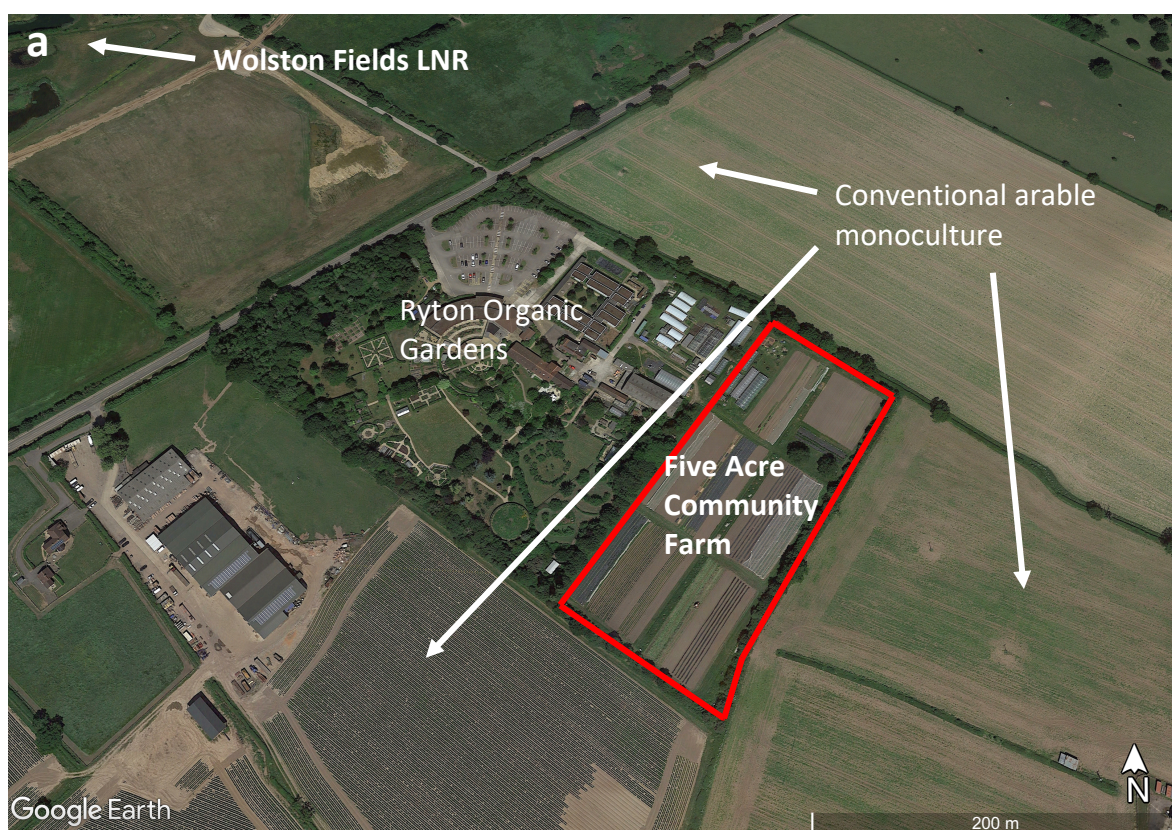 a
Wolston Fields LNR
Conventional arable
monoculture
Ryton Organic
Gardens
Five Acre
Community
Farm
N
Google Earth
200 m